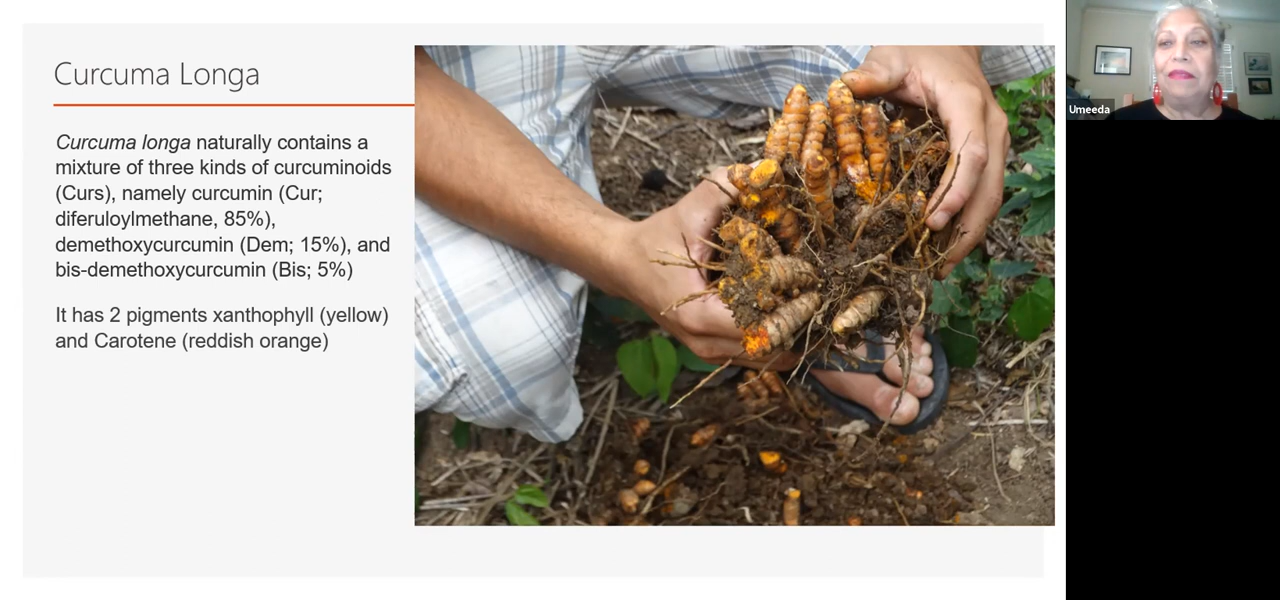 Curcuma Longa
Curcuma longa naturally contains a
mixture of three kinds of curcuminoids
(Curs), namely curcumin (Cur;
diferuloylmethane, 85%),
demethoxycurcumin (Dem; 15%), and
bis-demethoxycurcumin (Bis; 5%)
It has 2 pigments xanthophyll (yellow)
and Carotene (reddish orange)
Umeeda